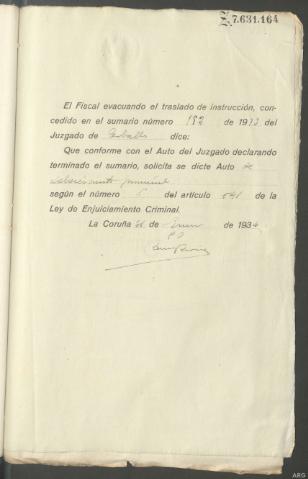 7.631.164
El Fiscal evacuando el traslado de instrucción, con-
cedido en el sumario número 182 de 1933 del
Juzgado de Carballo dice:
Que conforme con el Auto del Juzgado declarando
terminado el sumario, solicita se dicte Auto de
sobreseimiento provisional
según el número del artículo 641 de la
Ley de Enjuiciamiento Criminal.
La Coruña de Enero de 1934
ARG